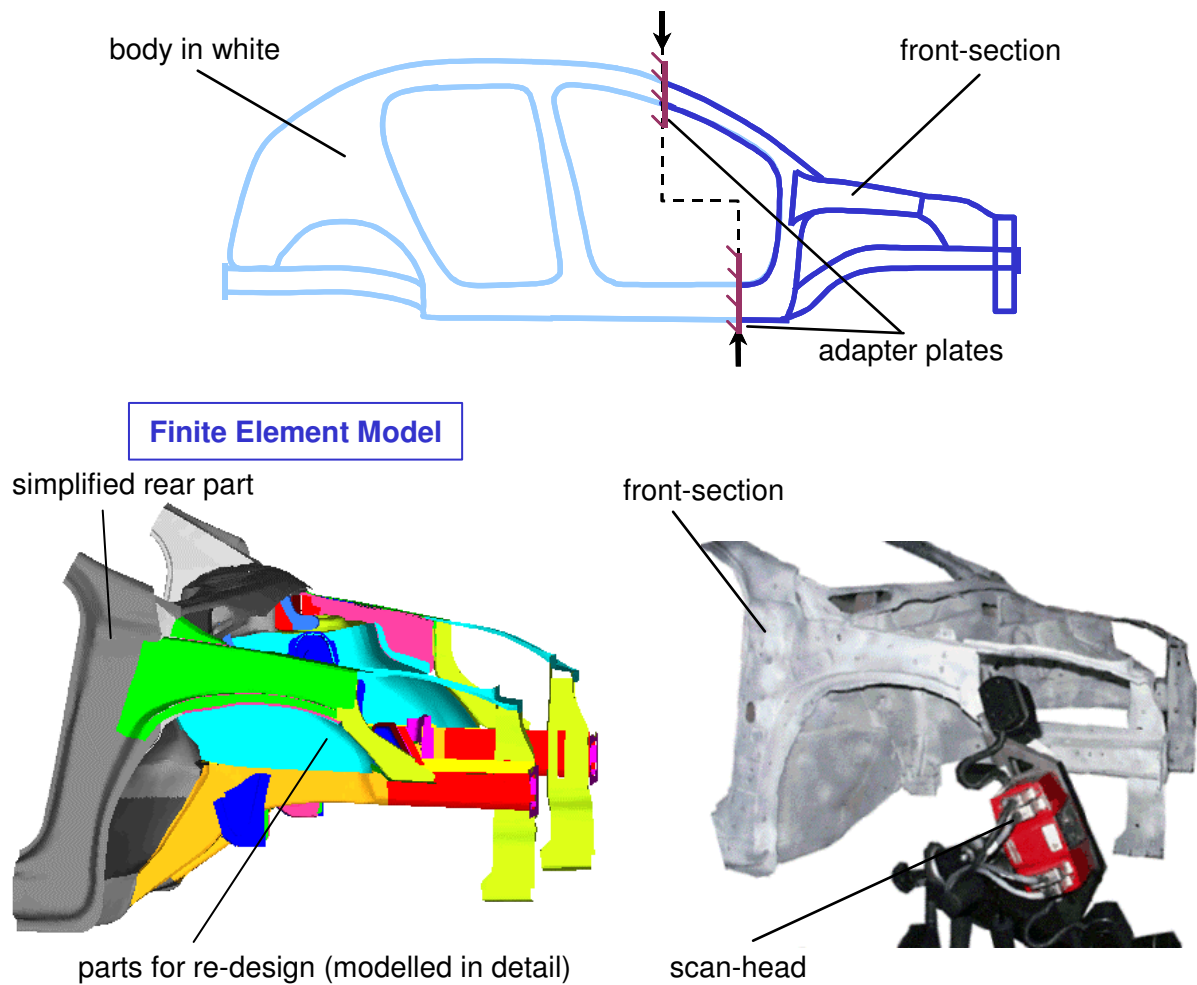 body in white
front-section
adapter plates
Finite Element Model
simplified rear part
front-section
parts for re-design (modelled in detail)
scan-head